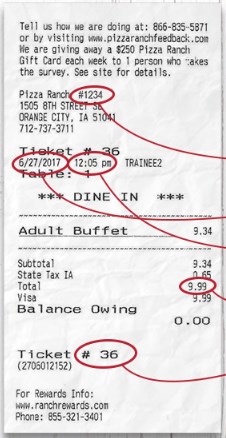 Tell us how we are doing at: 866-835-5871
or by visiting www.pizzaranchfeedback.com
We are giving away a $250 Pizza Ranch
Gift Card each week to 1 person who takes
the survey. See site for details.
Pizza Ranch #1234
1505 8TH STREET SE
ORANGE CITY, IA 51041
712-737-3711
Ticket # 36
6/27/2017 12:05 pm TRAINEE2
Table: 1
*** DINE IN ***
Adult Buffet 9.34
Subtotal 9.34
State Tax IA 0.65
Total 9.99
Visa 9.99
Balance Owing
0.00
Ticket # 36
(2706012152)
For Rewards Info:
www.ranchrewards.com
Phone: 855-321-3401